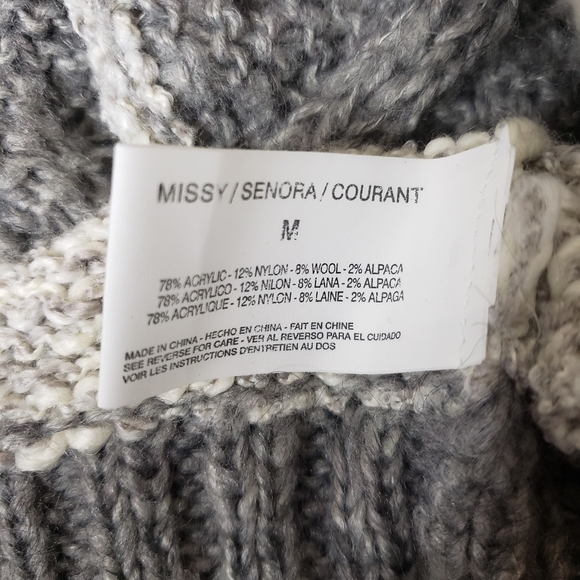 MISSY/SENORA/COURANT
M
78% ACRYLIC - 12% NYLON - 8% WOOL - 2% ALPACA
78% ACRYLICO - 12% NILON - 8% LANA - 2% ALPACA
78% ACRYLIQUE - 12% NYLON - 8% LAINE - 2% ALPAGA
MADE IN CHINA - HECHO EN CHINA - FAIT EN CHINE
SEE REVERSE FOR CARE - VER AL REVERSO PARA EL CUIDADO
VOIR LES INSTRUCTIONS D'ENTRETIEN AU DOS